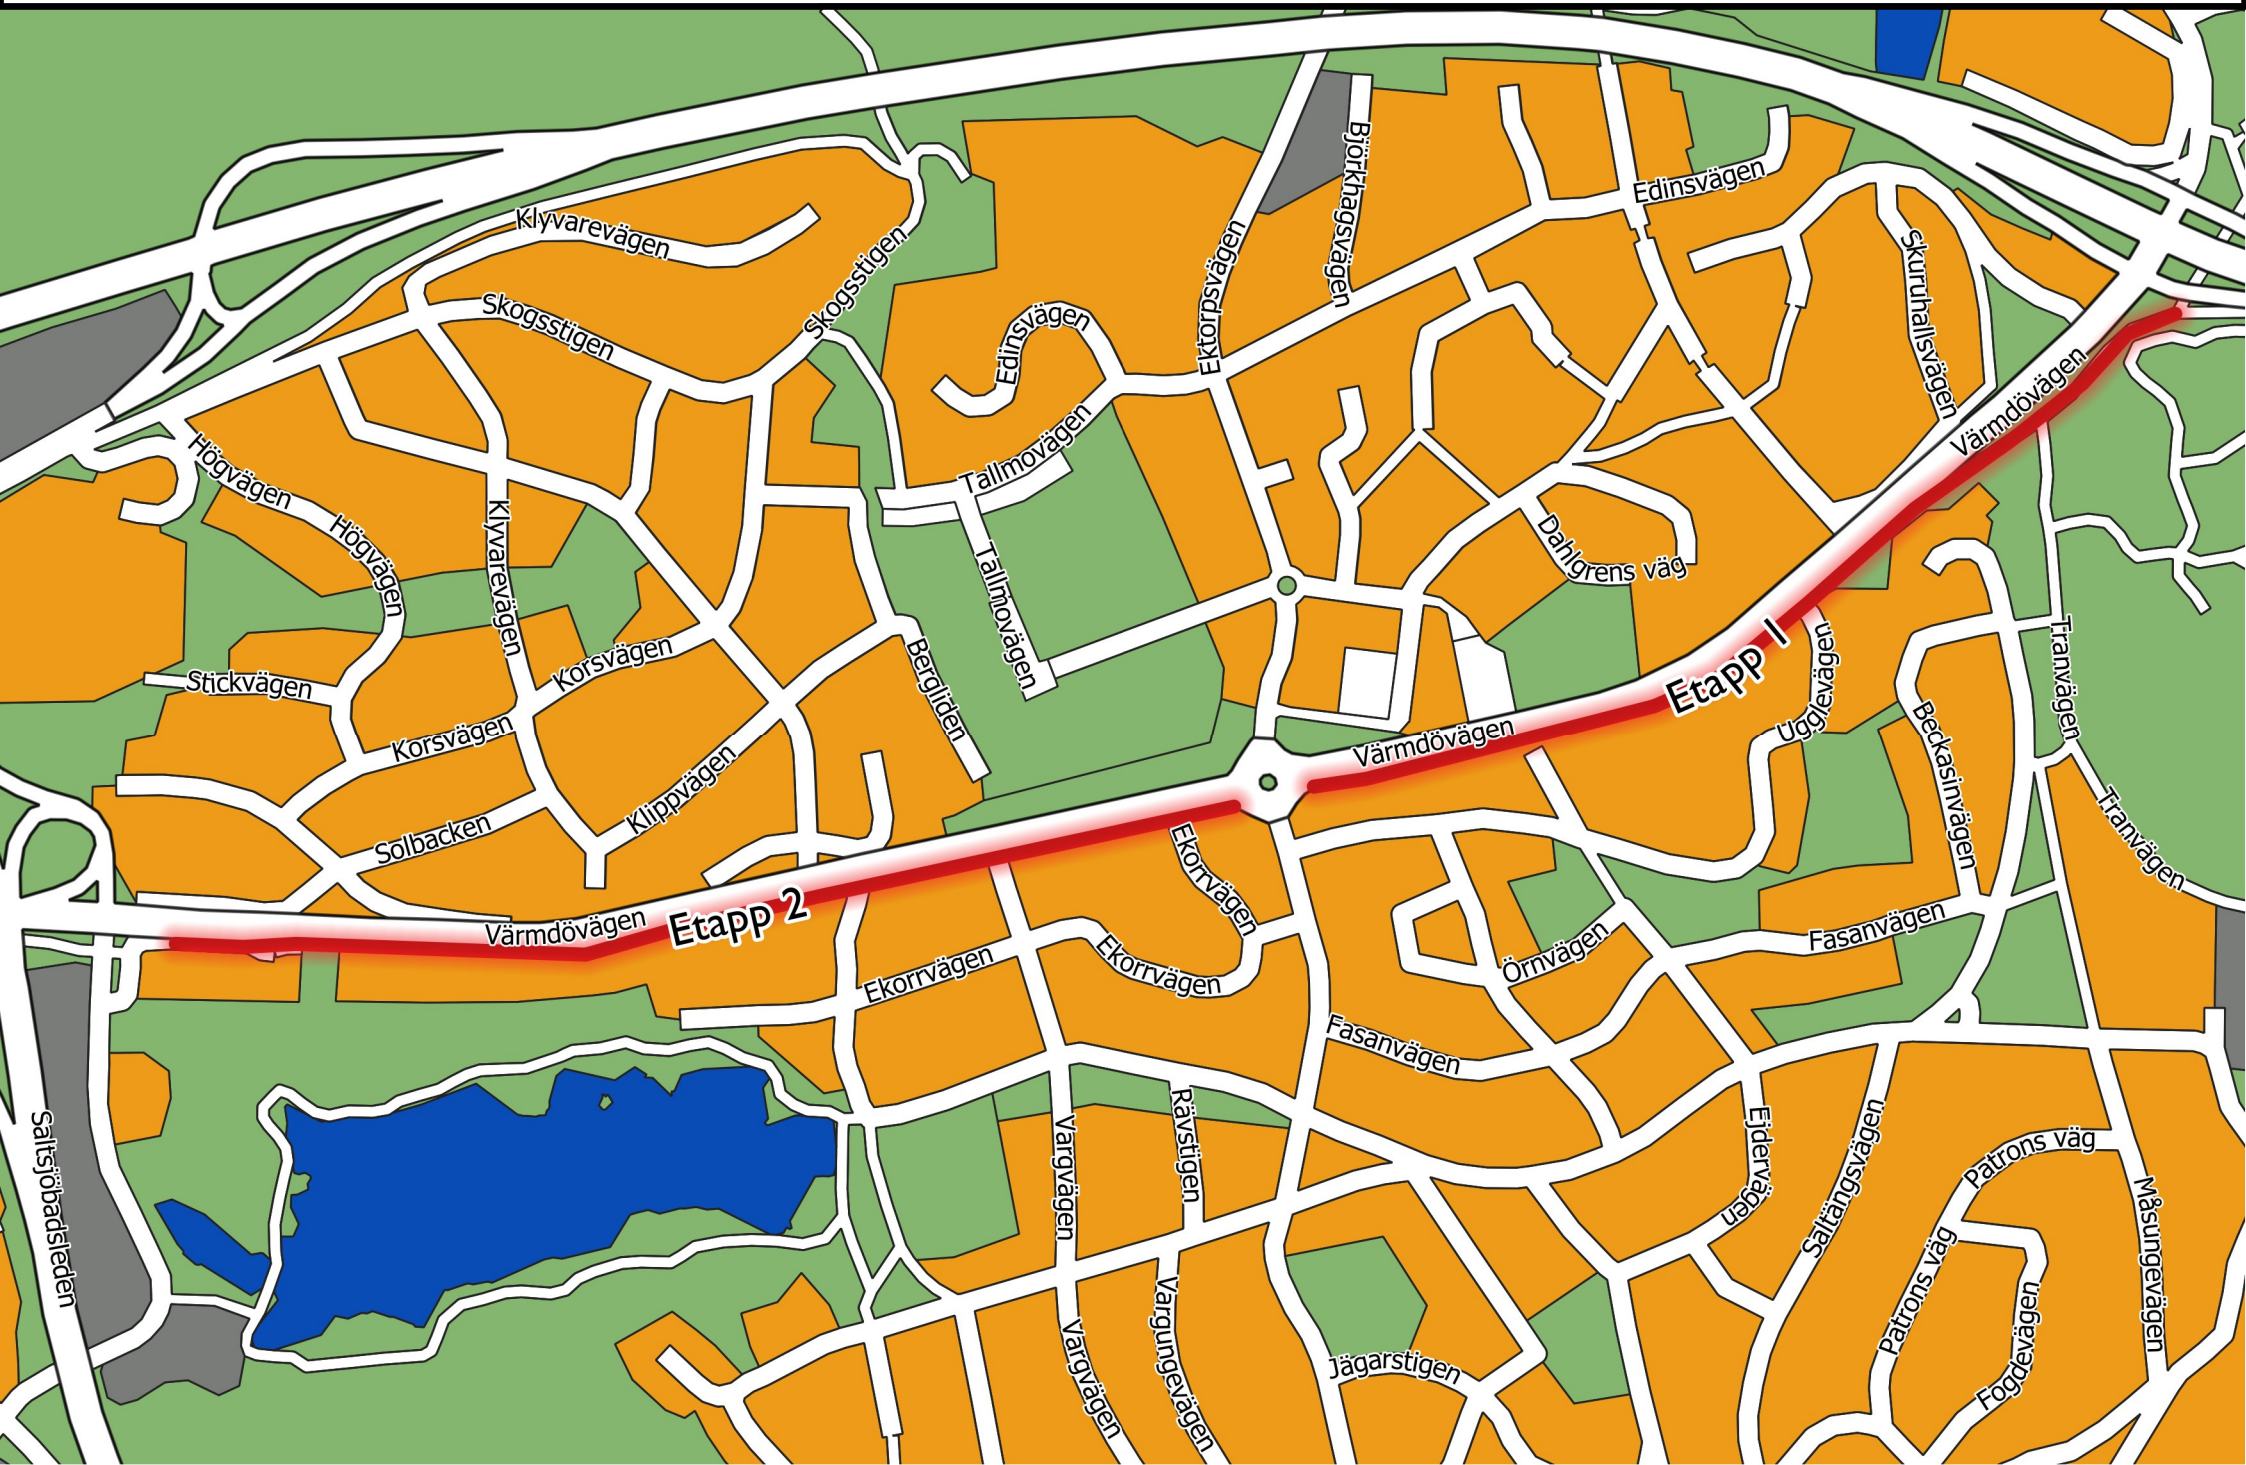 Björkhagsvägen
Edinsvägen
Klyvarevägen
Skogsstigen
Ektorpsvägen
Skuruhallsvägen
Skogsstigen
Edinsvägen
Värmdövägen
Högvägen
Tallmovägen
Högvägen
Klyvarevägen
Tallmovägen
Dahlgrens väg
Etapp 1
Ugglevägen
Tranvägen
Korsvägen
Bergliden
Stickvägen
Korsvägen
Värmdövägen
Beckasinvägen
Klippvägen
Solbacken
Tranvägen
Ekorrvägen
Etapp 2
Värmdövägen
Fasanvägen
Örnvägen
Ekorrvägen
Ekorrvägen
Fasanvägen
Saltsjöbadsleden
Vargvägen
Rävstigen
Ejdervägen
Saltängsvägen
Patrons väg
Måsungevägen
Patrons väg
Vargvägen
Vargungevägen
Jägarstigen
Fogdevägen